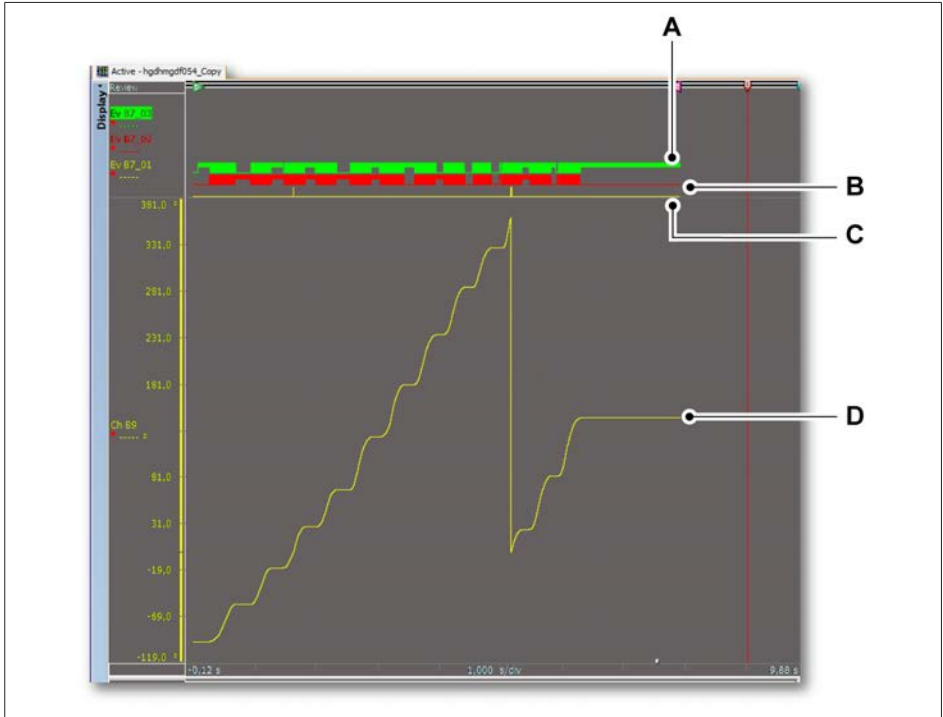 A
Active - hgdhmgdf054_Copy
Display
Review
Ev B7_03
Ev B7_02
Ev B7_01
B
C
381,0 °
331,0
281,0
231,0
181,0
Ch B9
D
81,0
31,0
-19,0
-69,0
-119,0 °
-0,12 s
1,000 s/div
9,88 s